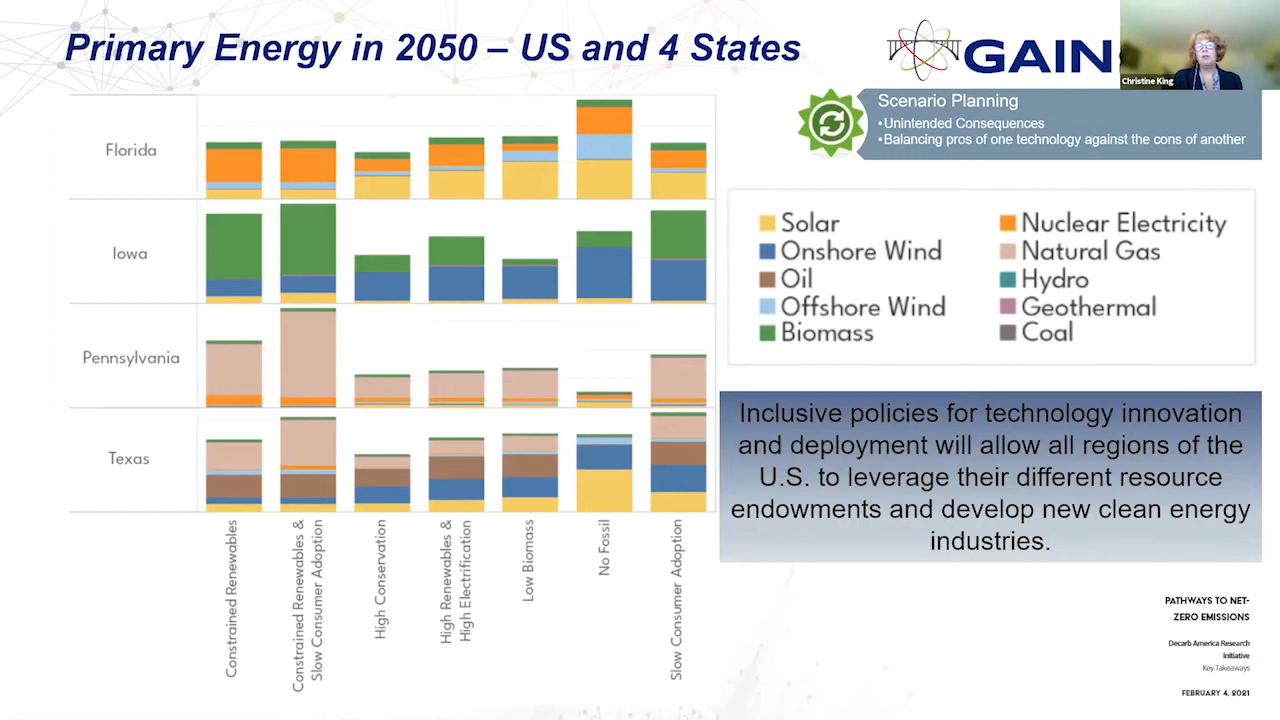 Primary Energy in 2050 – US and 4 States
GAIN
Christine King
Scenario Planning
•Unintended Consequences
•Balancing pros of one technology against the cons of another
Florida
Iowa
Pennsylvania
Texas
Constrained Renewables
Constrained Renewables &
Slow Consumer Adoption
High Conservation
High Renewables &
High Electrification
Low Biomass
No Fossil
Slow Consumer Adoption
Solar
Onshore Wind
Oil
Offshore Wind
Biomass
Nuclear Electricity
Natural Gas
Hydro
Geothermal
Coal
Inclusive policies for technology innovation
and deployment will allow all regions of the
U.S. to leverage their different resource
endowments and develop new clean energy
industries.
PATHWAYS TO NET-
ZERO EMISSIONS
Decarb America Research
Initiative
Key Takeaways
FEBRUARY 4, 2021